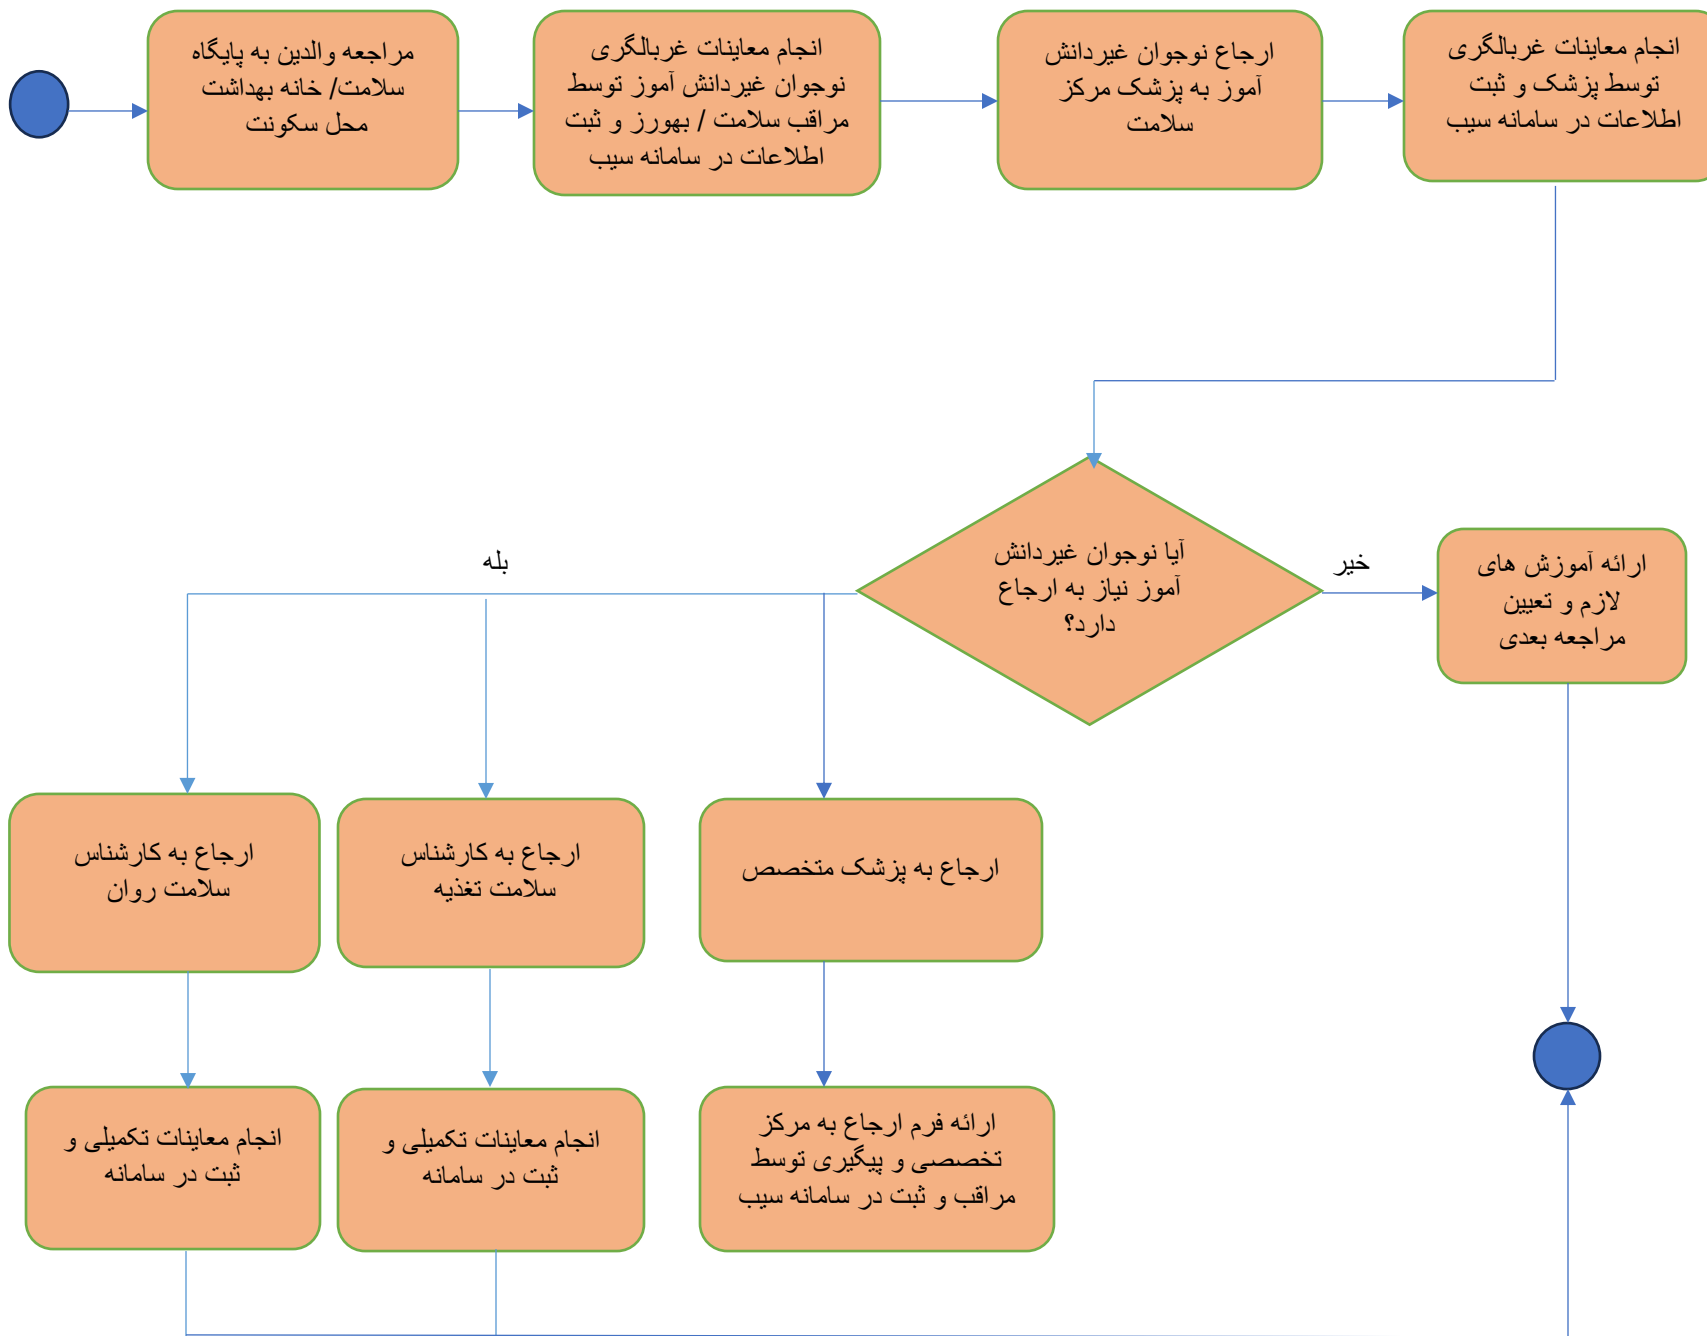 مراجعه والدین به پایگاه
سلامت/ خانه بهداشت
محل سکونت
انجام معاینات غربالگری
نوجوان غیردانش آموز توسط
مراقب سلامت / بهورز و ثبت
اطلاعات در سامانه سیب
ارجاع نوجوان غیردانش
آموز به پزشک مرکز
سلامت
انجام معاینات غربالگری
توسط پزشک و ثبت
اطلاعات در سامانه سیب
آیا نوجوان غیردانش
آموز نیاز به ارجاع
دارد؟
خیر
بله
ارائه آموزش های
لازم و تعیین
مراجعه بعدی
ارجاع به پزشک متخصص
ارجاع به کارشناس
سلامت تغذیه
ارجاع به کارشناس
سلامت روان
ارائه فرم ارجاع به مرکز
تخصصی و پیگیری توسط
مراقب و ثبت در سامانه سیب
انجام معاینات تکمیلی و
ثبت در سامانه
انجام معاینات تکمیلی و
ثبت در سامانه